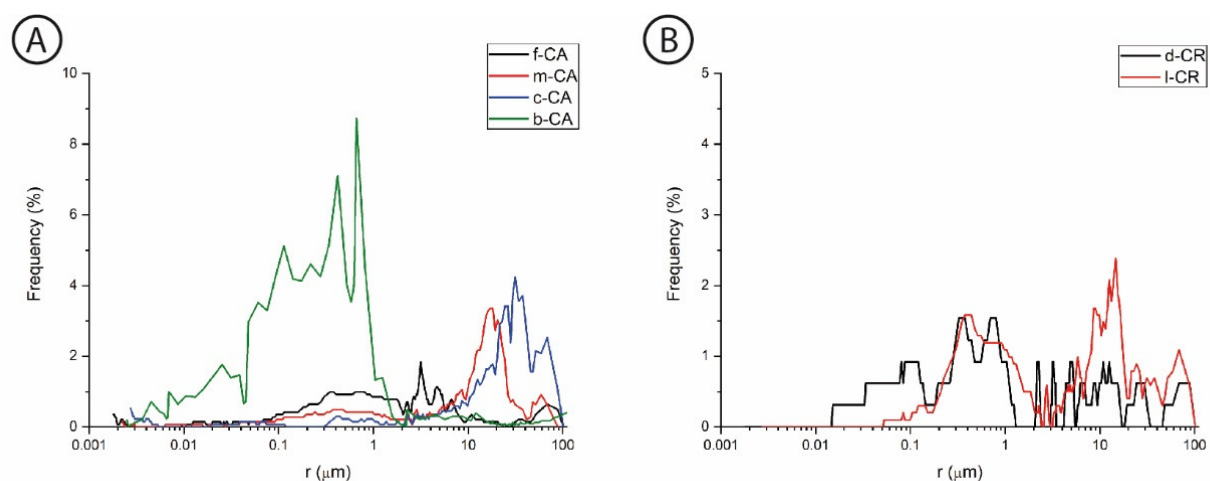 A
f-CA
m-CA
c-CA
b-CA
10
8
6
4
2
0
Frequency (%)
0.001 0.01 0.1 1 10 100
r (μm)
B
d-CR
l-CR
5
4
3
2
1
0
Frequency (%)
0.001 0.01 0.1 1 10 100
r (μm)